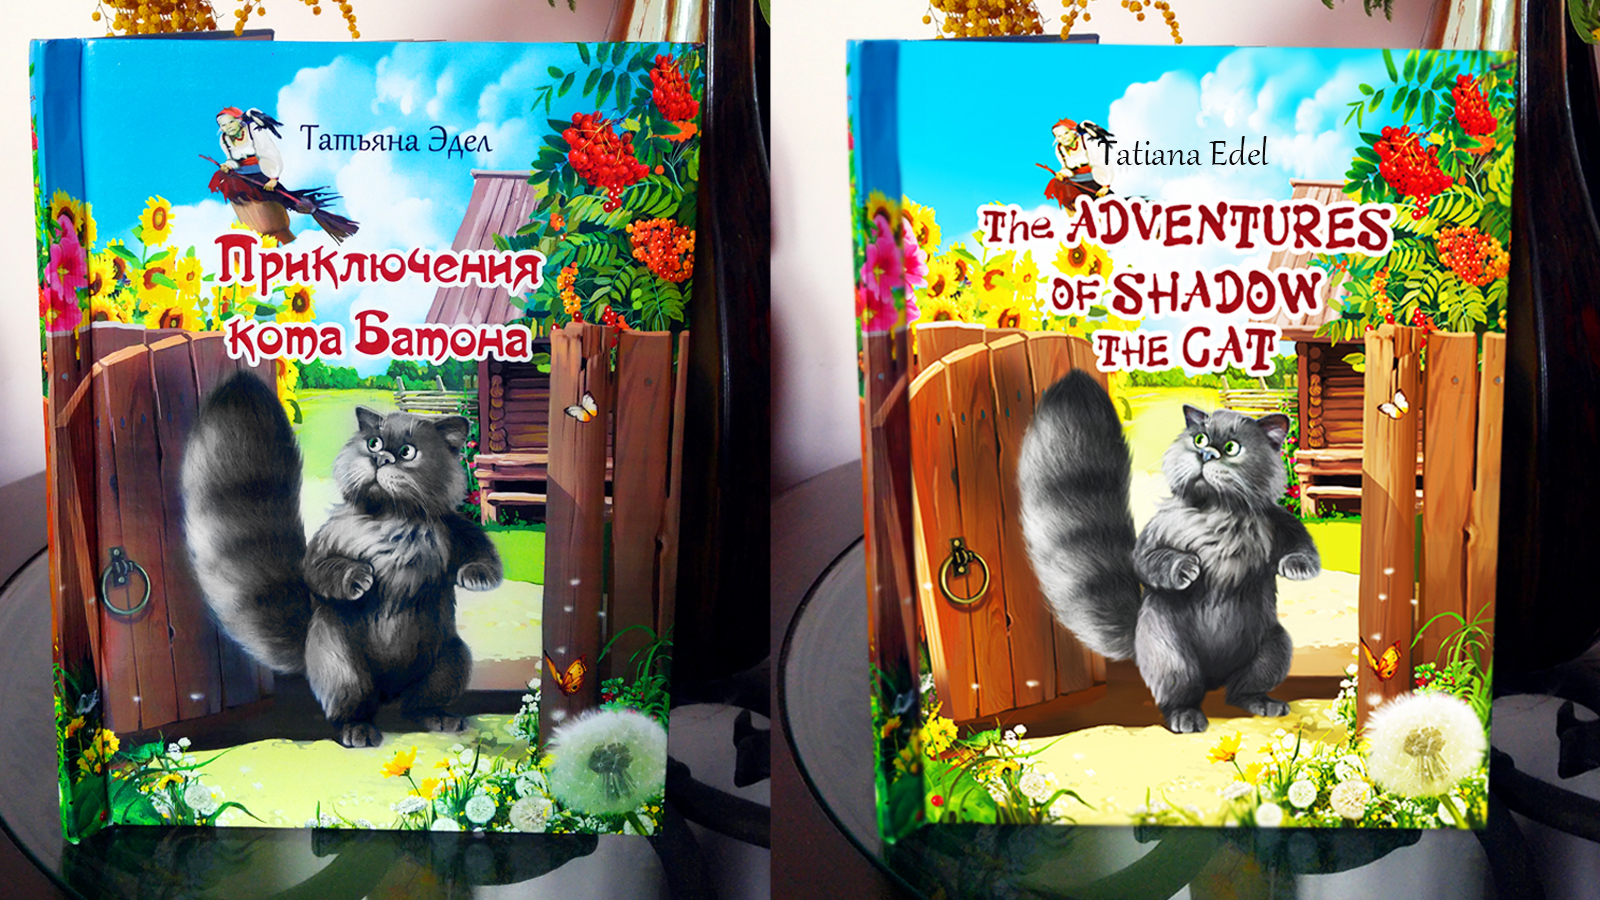 Татьяна Эдел
Приключения
кота Батона
Tatiana Edel
The ADVENTURES
OF SHADOW
THE CAT